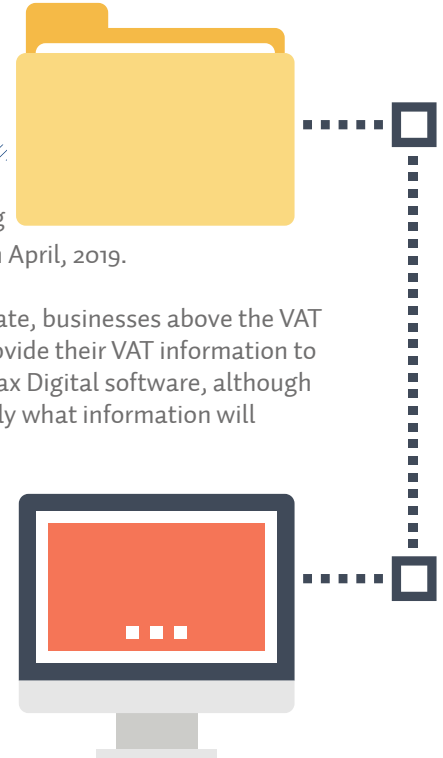 April, 2019.
ate, businesses above the VAT
ovide their VAT information to
ax Digital software, although
ly what information will